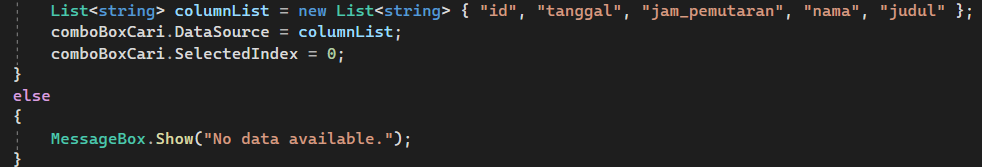 List<string> columnList = new List<string> { "id", "tanggal", "jam_pemutaran", "nama", "judul" };
comboBoxCari.DataSource = columnList;
comboBoxCari.SelectedIndex = 0;
}
else
{
MessageBox.Show("No data available.");
}